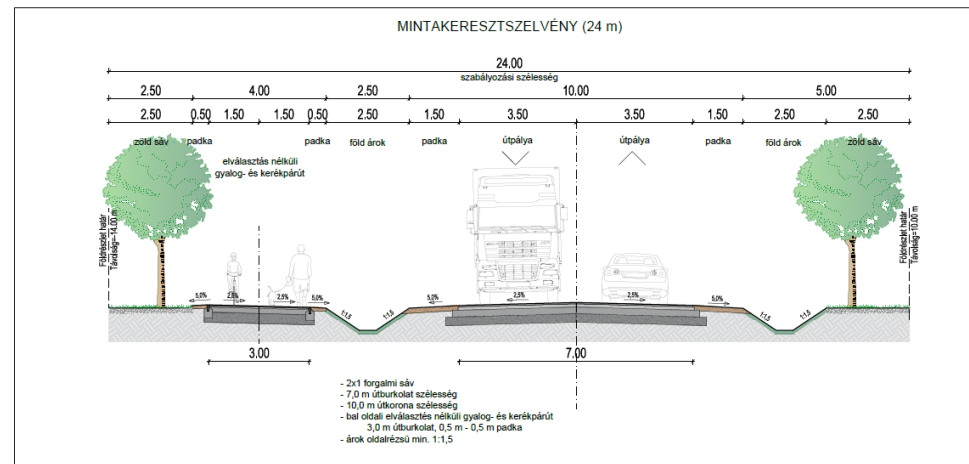 MINTAKERESZTSZELVÉNY (24 m)
24.00
szabályozási szélesség
2.50 4.00 2.50 10.00 5.00
2.50 0.50 1.50 1.50 0.50 2.50 1.50 3.50 3.50 1.50 2.50 2.50
zöld sáv padka padka föld árok padka útpálya útpálya padka föld árok zöld sáv
elválasztás nélküli
gyalog- és kerékpárút
Földrészlet határ
Távolság=14.00 m
Földrészlet határ
Távolság=10.00 m
5,0% 2,5% 2,5% 5,0% 1:1,5 1:1,5 5,0% 2,5% 2,5% 5,0% 1:1,5 1:1,5
3.00 7.00
- 2x1 forgalmi sáv
- 7,0 m útburkolat szélesség
- 10,0 m útkorona szélesség
- bal oldali elválasztás nélküli gyalog- és kerékpárút
3,0 m útburkolat, 0,5 m - 0,5 m padka
- árok oldalrézsü min. 1:1,5